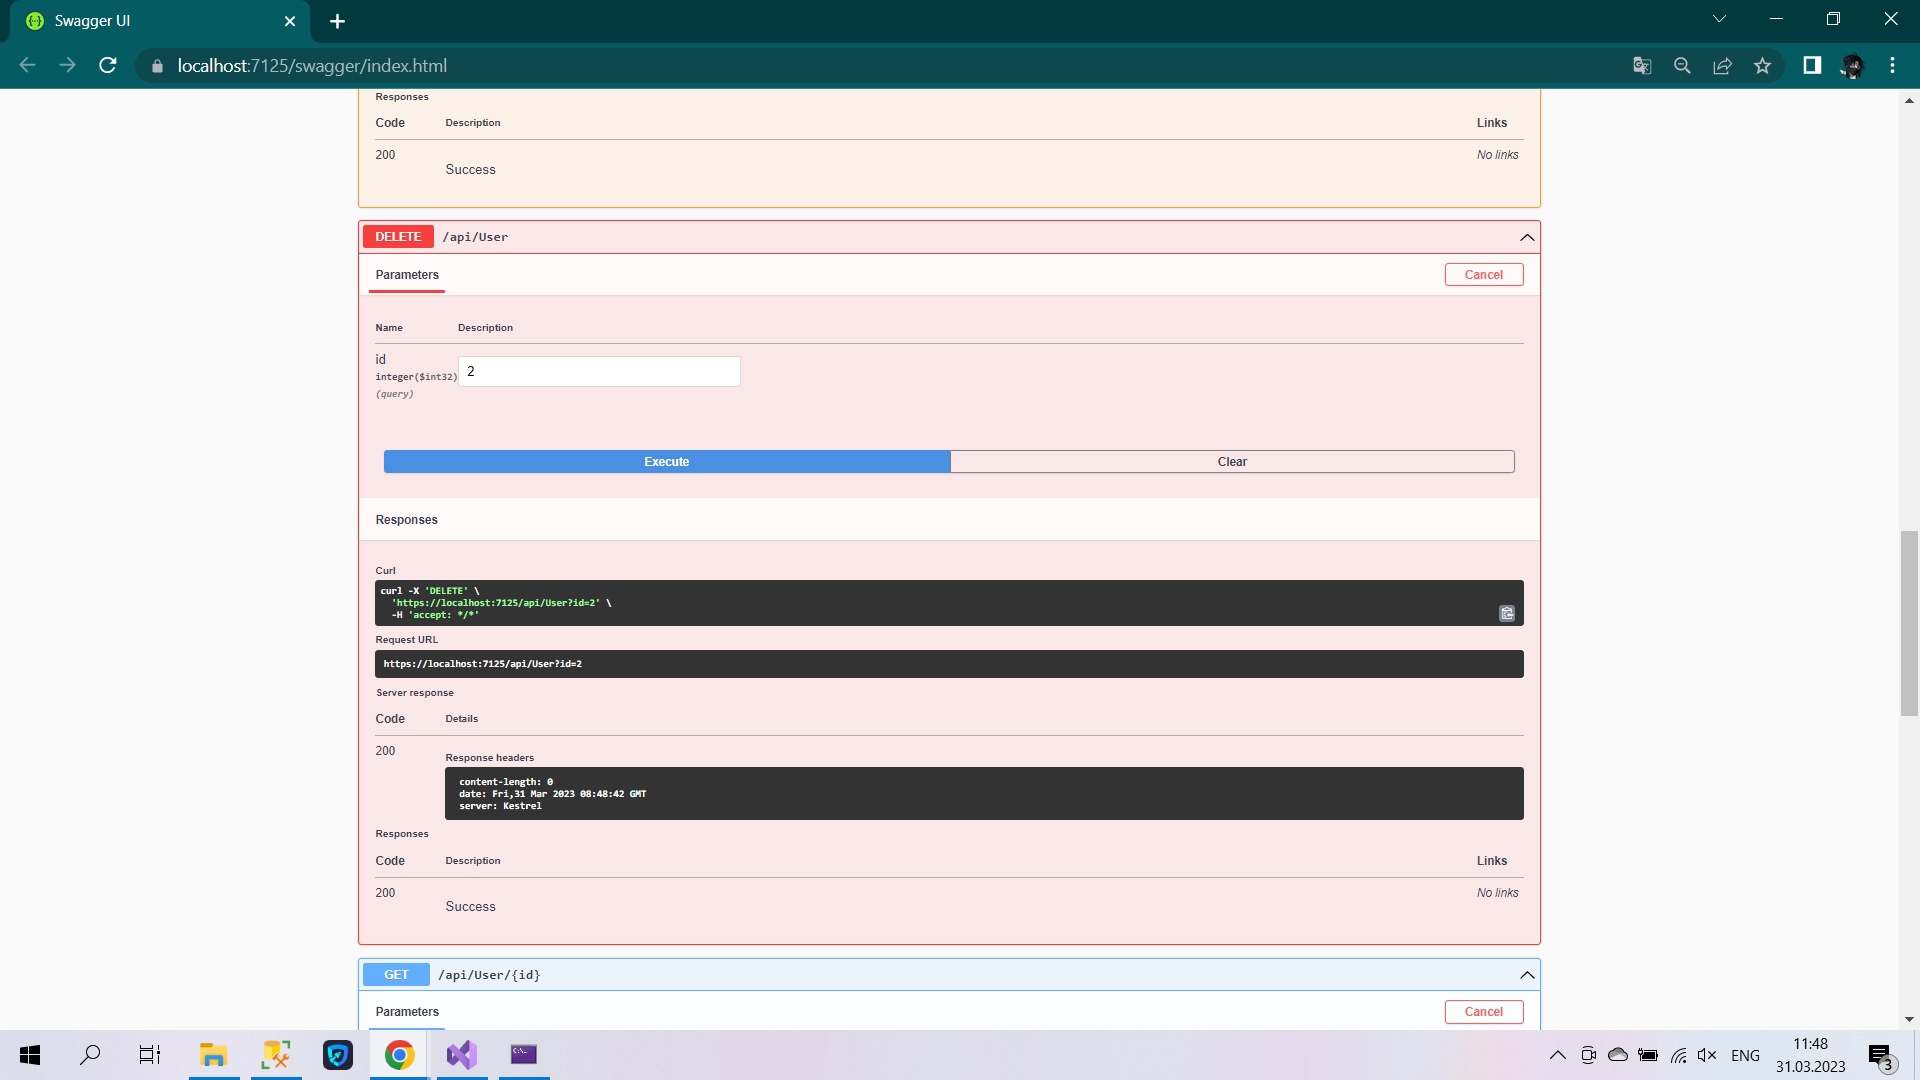 Swagger UI
localhost:7125/swagger/index.html
Responses
Code Description Links
200 No links
Success
DELETE /api/User
Parameters Cancel
Name Description
id
integer($int32) 2
(query)
Execute Clear
Responses
Curl
curl -X 'DELETE' \
'https://localhost:7125/api/User?id=2' \
-H 'accept: */*'
Request URL
https://localhost:7125/api/User?id=2
Server response
Code Details
200
Response headers
content-length: 0
date: Fri,31 Mar 2023 08:48:42 GMT
server: Kestrel
Responses
Code Description Links
200 No links
Success
GET /api/User/{id}
Parameters Cancel
ENG 11:48
31.03.2023 3